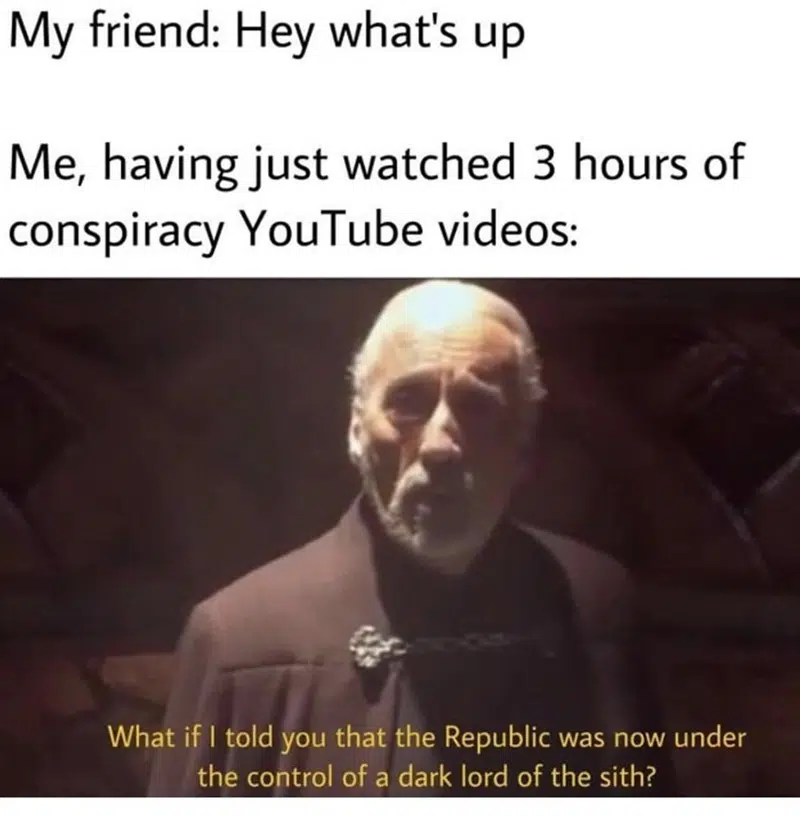 My friend: Hey what's up
Me, having just watched 3 hours of
conspiracy YouTube videos:
What if I told you that the Republic was now under
the control of a dark lord of the sith?